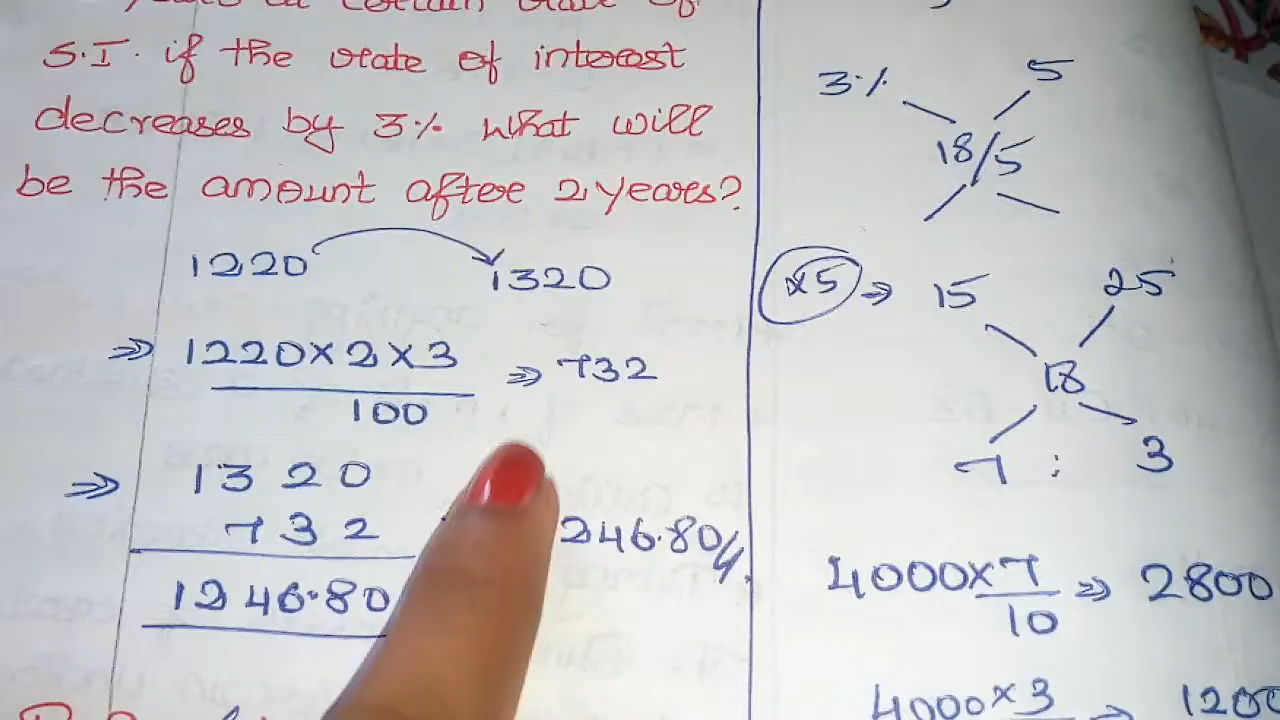 S.I. if the rate of interest
decreases by 3% what will
be the amount after 2 years?
1220 1320
⇒ 1220×2×3 ⇒ 732
100
⇒ 1320
732
246.80/.
1246.80
3% 5
18/5
×5 ⇒ 15 25
18
7 : 3
4000×7 ⇒ 2800
10
4000×3 ⇒ 1200